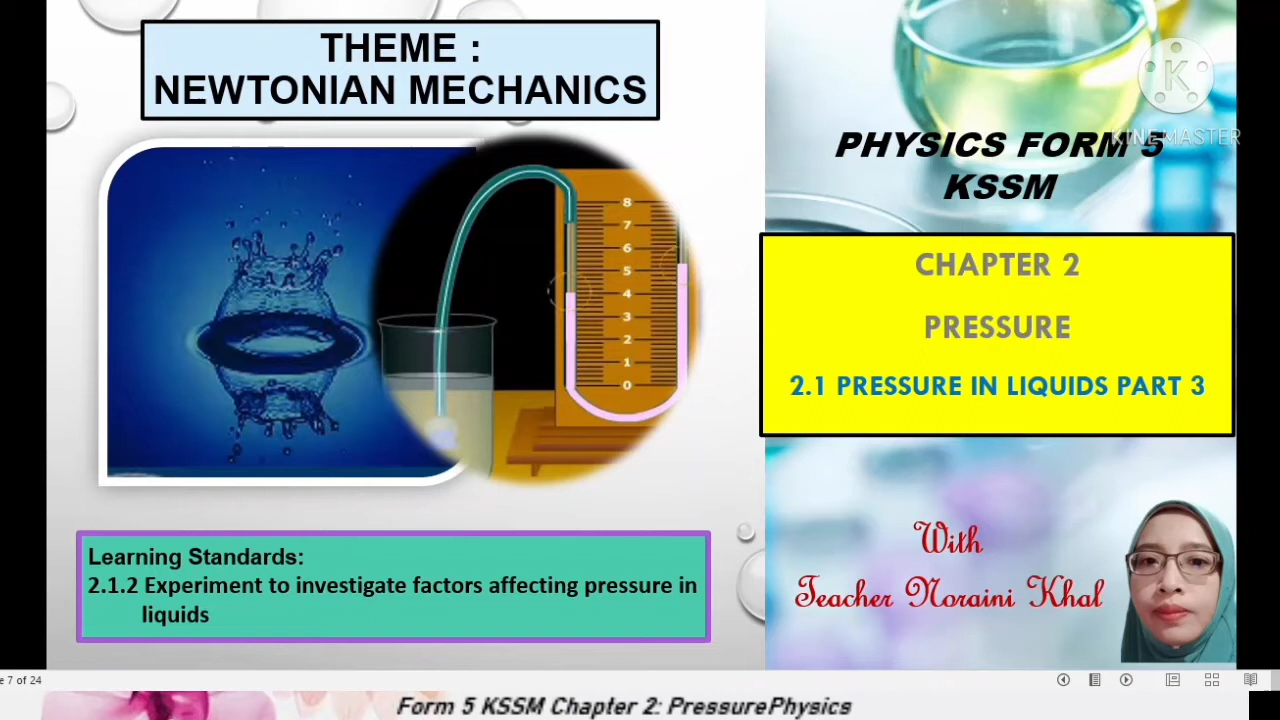 THEME :
NEWTONIAN MECHANICS
8
7
6
5
4
3
2
1
0
Learning Standards:
2.1.2 Experiment to investigate factors affecting pressure in
liquids
K
KINEMASTER
PHYSICS FORM 5
KSSM
CHAPTER 2
PRESSURE
2.1 PRESSURE IN LIQUIDS PART 3
With
Teacher Noraini Khal
e 7 of 24
Form 5 KSSM Chapter 2: PressurePhysics